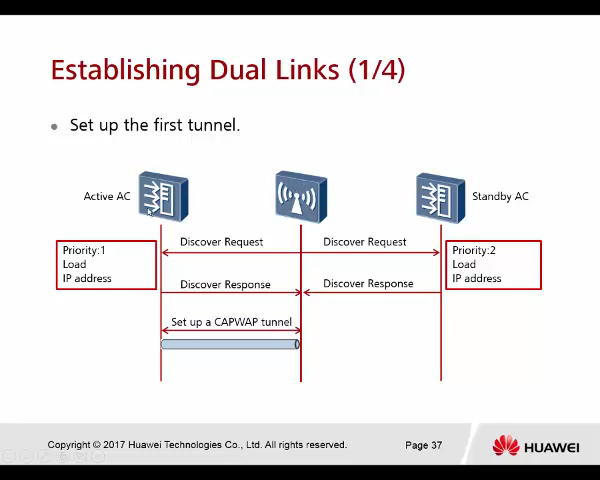 Establishing Dual Links (1/4)
Set up the first tunnel.
Active AC
Standby AC
Priority:1
Load
IP address
Discover Request
Discover Request
Priority:2
Load
IP address
Discover Response
Discover Response
Set up a CAPWAP tunnel
Copyright © 2017 Huawei Technologies Co., Ltd. All rights reserved.
Page 37
HUAWEI